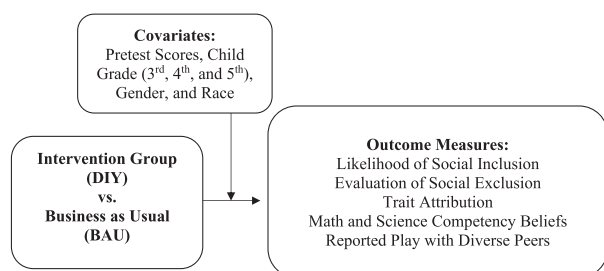 Covariates:
Pretest Scores, Child
Grade (3rd, 4th, and 5th),
Gender, and Race
Intervention Group
(DIY)
vs.
Business as Usual
(BAU)
Outcome Measures:
Likelihood of Social Inclusion
Evaluation of Social Exclusion
Trait Attribution
Math and Science Competency Beliefs
Reported Play with Diverse Peers